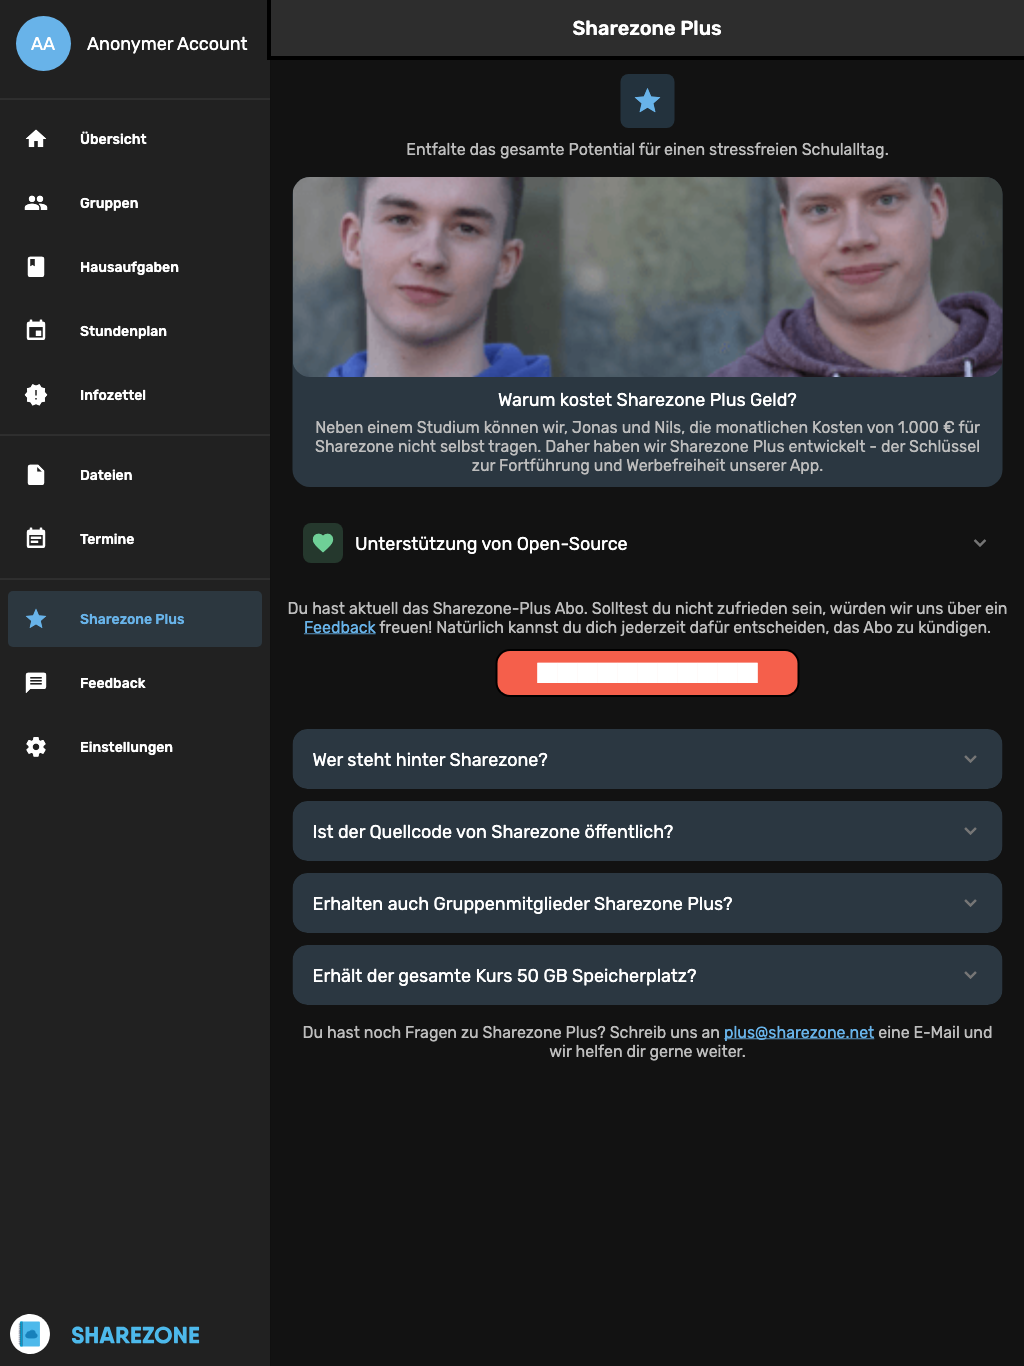 AA
Anonymer Account
Übersicht
Gruppen
Hausaufgaben
Stundenplan
Infozettel
Dateien
Termine
Sharezone Plus
Feedback
Einstellungen
SHAREZONE
Sharezone Plus
Entfalte das gesamte Potential für einen stressfreien Schulalltag.
Warum kostet Sharezone Plus Geld?
Neben einem Studium können wir, Jonas und Nils, die monatlichen Kosten von 1.000 € für
Sharezone nicht selbst tragen. Daher haben wir Sharezone Plus entwickelt - der Schlüssel
zur Fortführung und Werbefreiheit unserer App.
Unterstützung von Open-Source
Du hast aktuell das Sharezone-Plus Abo. Solltest du nicht zufrieden sein, würden wir uns über ein
Feedback freuen! Natürlich kannst du dich jederzeit dafür entscheiden, das Abo zu kündigen.
Wer steht hinter Sharezone?
Ist der Quellcode von Sharezone öffentlich?
Erhalten auch Gruppenmitglieder Sharezone Plus?
Erhält der gesamte Kurs 50 GB Speicherplatz?
Du hast noch Fragen zu Sharezone Plus? Schreib uns an plus@sharezone.net eine E-Mail und
wir helfen dir gerne weiter.